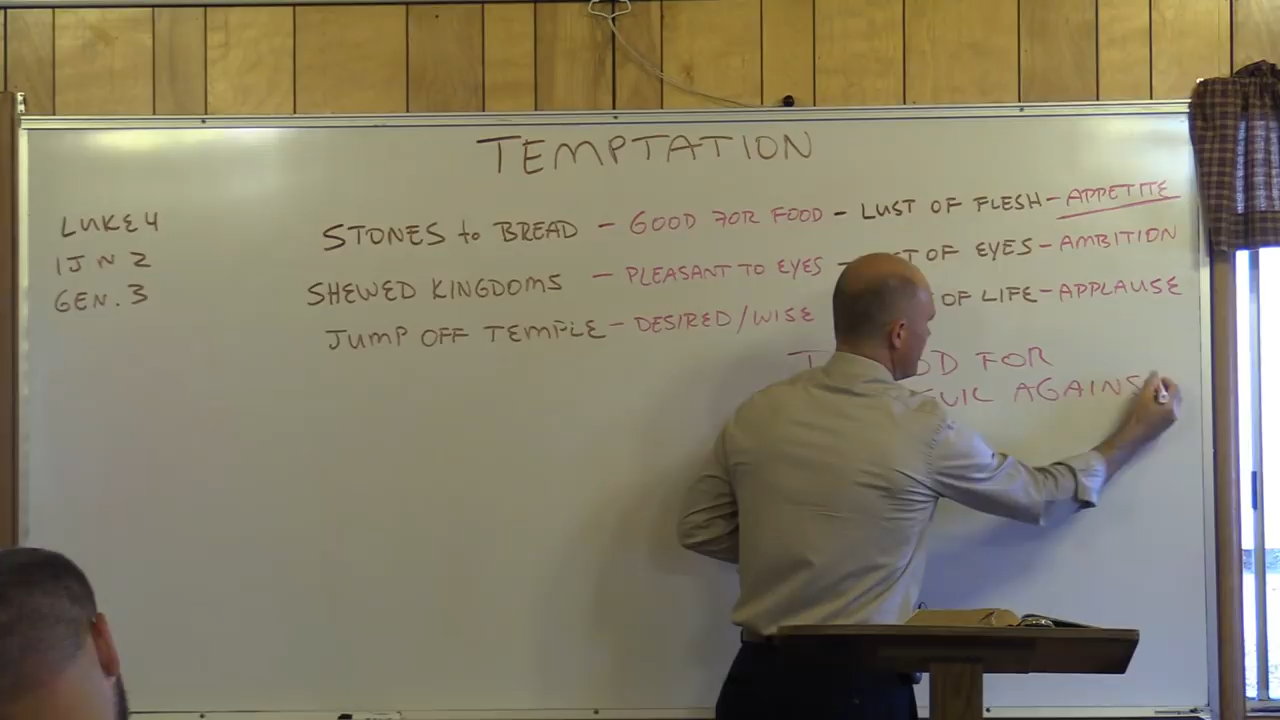 TEMPTATION
LUKE 4
1 JN 2
GEN. 3
STONES to BREAD - GOOD FOR FOOD - LUST OF FLESH - APPETITE
SHEWED KINGDOMS - PLEASANT TO EYES - OF EYES - AMBITION
JUMP OFF TEMPLE - DESIRED/WISE OF LIFE - APPLAUSE
FOR
AGAINS